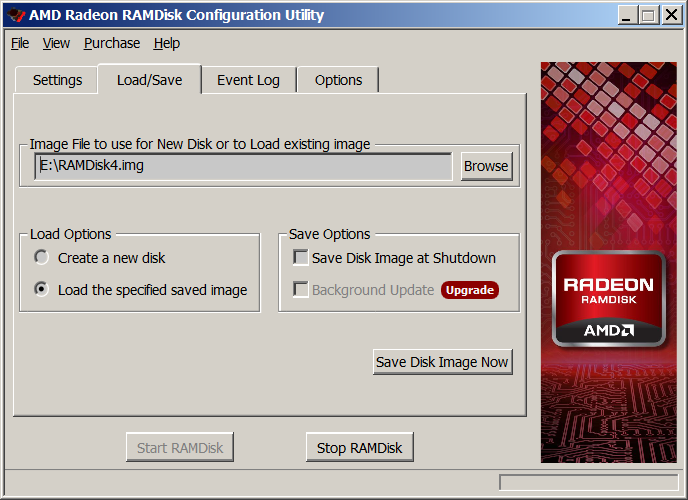 AMD Radeon RAMDisk Configuration Utility
File View Purchase Help
Settings Load/Save Event Log Options
Image File to use for New Disk or to Load existing image
E:\RAMDisk4.img Browse
Load Options
Create a new disk
Load the specified saved image
Save Options
Save Disk Image at Shutdown
Background Update Upgrade
Save Disk Image Now
Start RAMDisk Stop RAMDisk
RADEON
RAMDISK
AMD